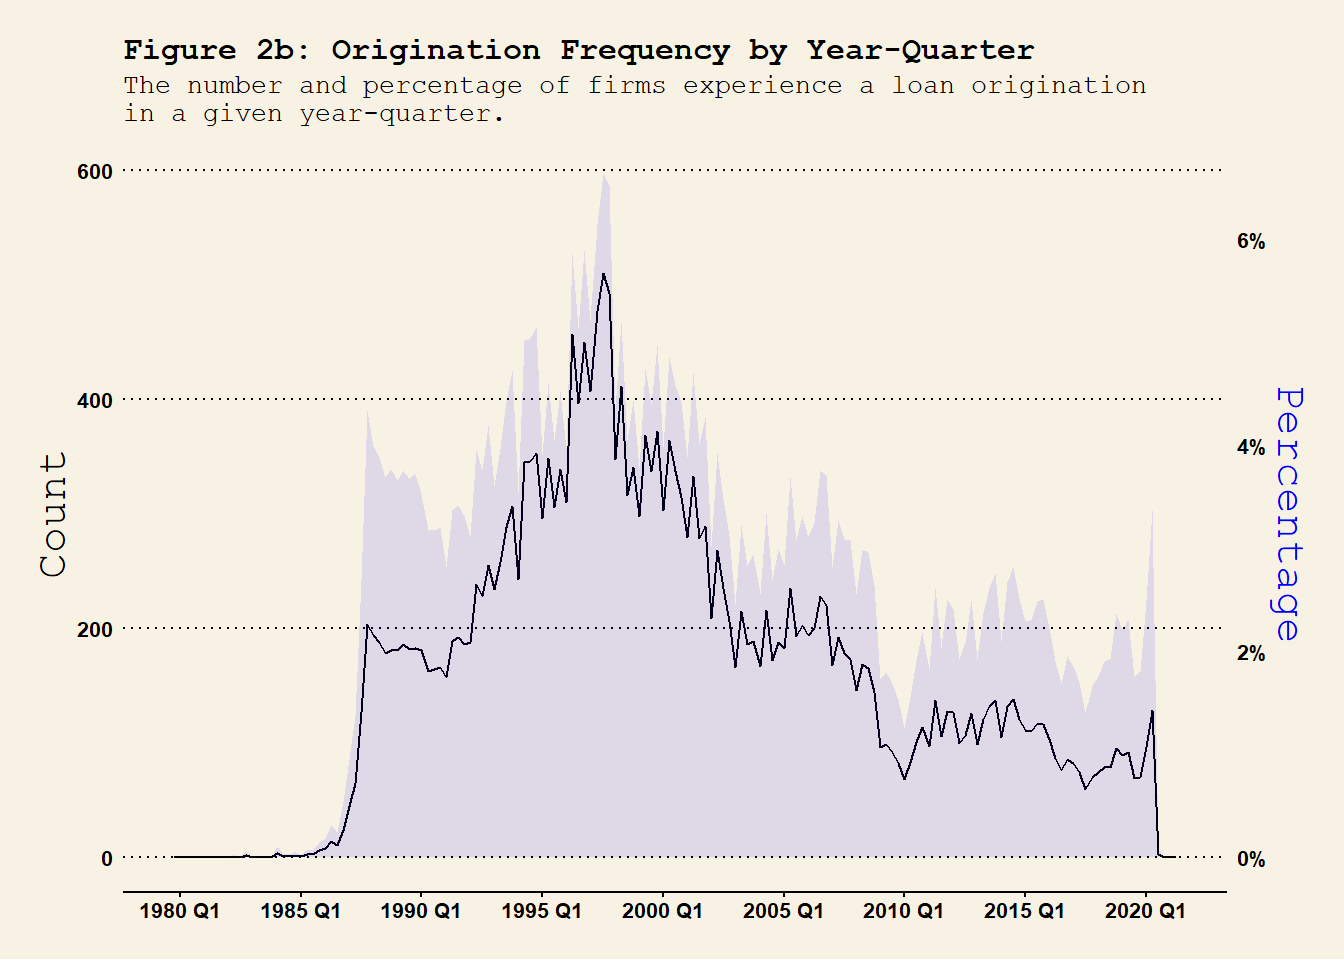 Figure 2b: Origination Frequency by Year-Quarter
The number and percentage of firms experience a loan origination
in a given year-quarter.
600
400
200
0
Count
6%
4%
2%
0%
Percentage
1980 Q1
1985 Q1
1990 Q1
1995 Q1
2000 Q1
2005 Q1
2010 Q1
2015 Q1
2020 Q1